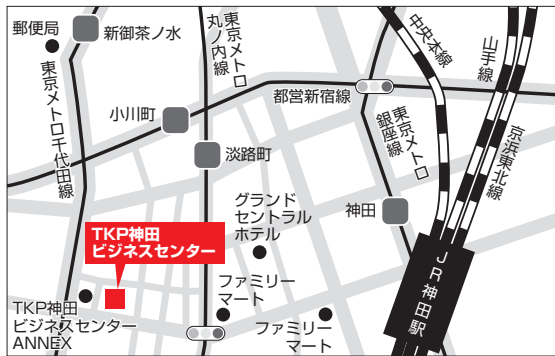 郵便局
新御茶ノ水
東京メトロ千代田線
東京メトロ
丸ノ内線
小川町
淡路町
都営新宿線
中央本線
山手線
京浜東北線
東京メトロ
銀座線
神田
JR神田駅
グランド
セントラル
ホテル
TKP神田
ビジネスセンター
TKP神田
ビジネスセンター
ANNEX
ファミリー
マート
ファミリー
マート